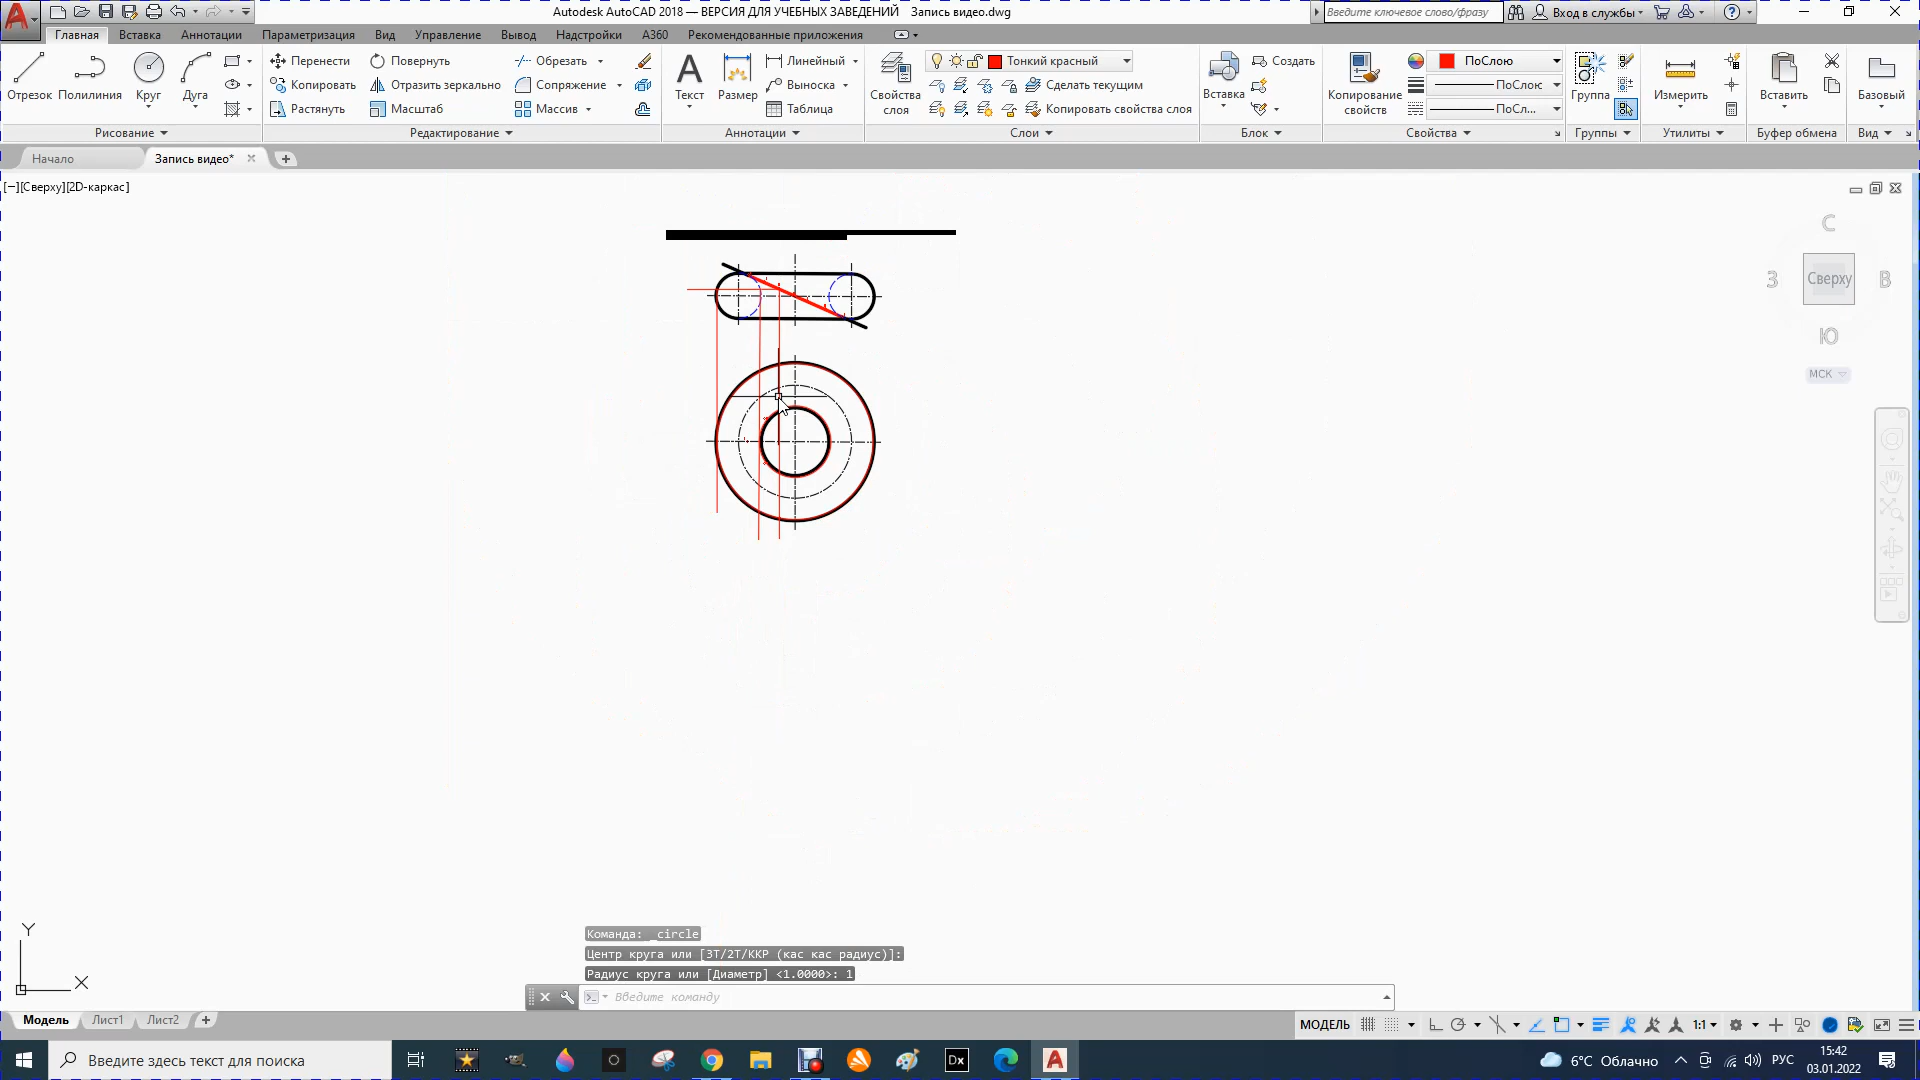 Autodesk AutoCAD 2018 — ВЕРСИЯ ДЛЯ УЧЕБНЫХ ЗАВЕДЕНИЙ Запись видео.dwg
Введите ключевое слово/фразу
Вход в службы
Главная Вставка Аннотации Параметризация Вид Управление Вывод Надстройки A360 Рекомендованные приложения
Отрезок Полилиния Круг Дуга
Рисование
Перенести Повернуть Обрезать
Копировать Отразить зеркально Сопряжение
Растянуть Масштаб Массив
Редактирование
Текст Размер
Линейный
Выноска
Таблица
Аннотации
Свойства слоя
Тонкий красный
Сделать текущим
Копировать свойства слоя
Слои
Вставка
Создать
Блок
Копирование свойств
ПоСлою
ПоСлою
ПоСл...
Свойства
Группа
Группы
Измерить
Утилиты
Вставить
Буфер обмена
Базовый
Вид
Начало Запись видео*
[−][Сверху][2D-каркас]
С
З Сверху В
Ю
МСК
Y
X
Команда: _circle
Центр круга или [3Т/2Т/ККР (кас кас радиус)]:
Радиус круга или [Диаметр] <1.0000>: 1
Введите команду
Модель Лист1 Лист2
МОДЕЛЬ 1:1
Введите здесь текст для поиска
Dx
6°C Облачно
РУС
15:42
03.01.2022